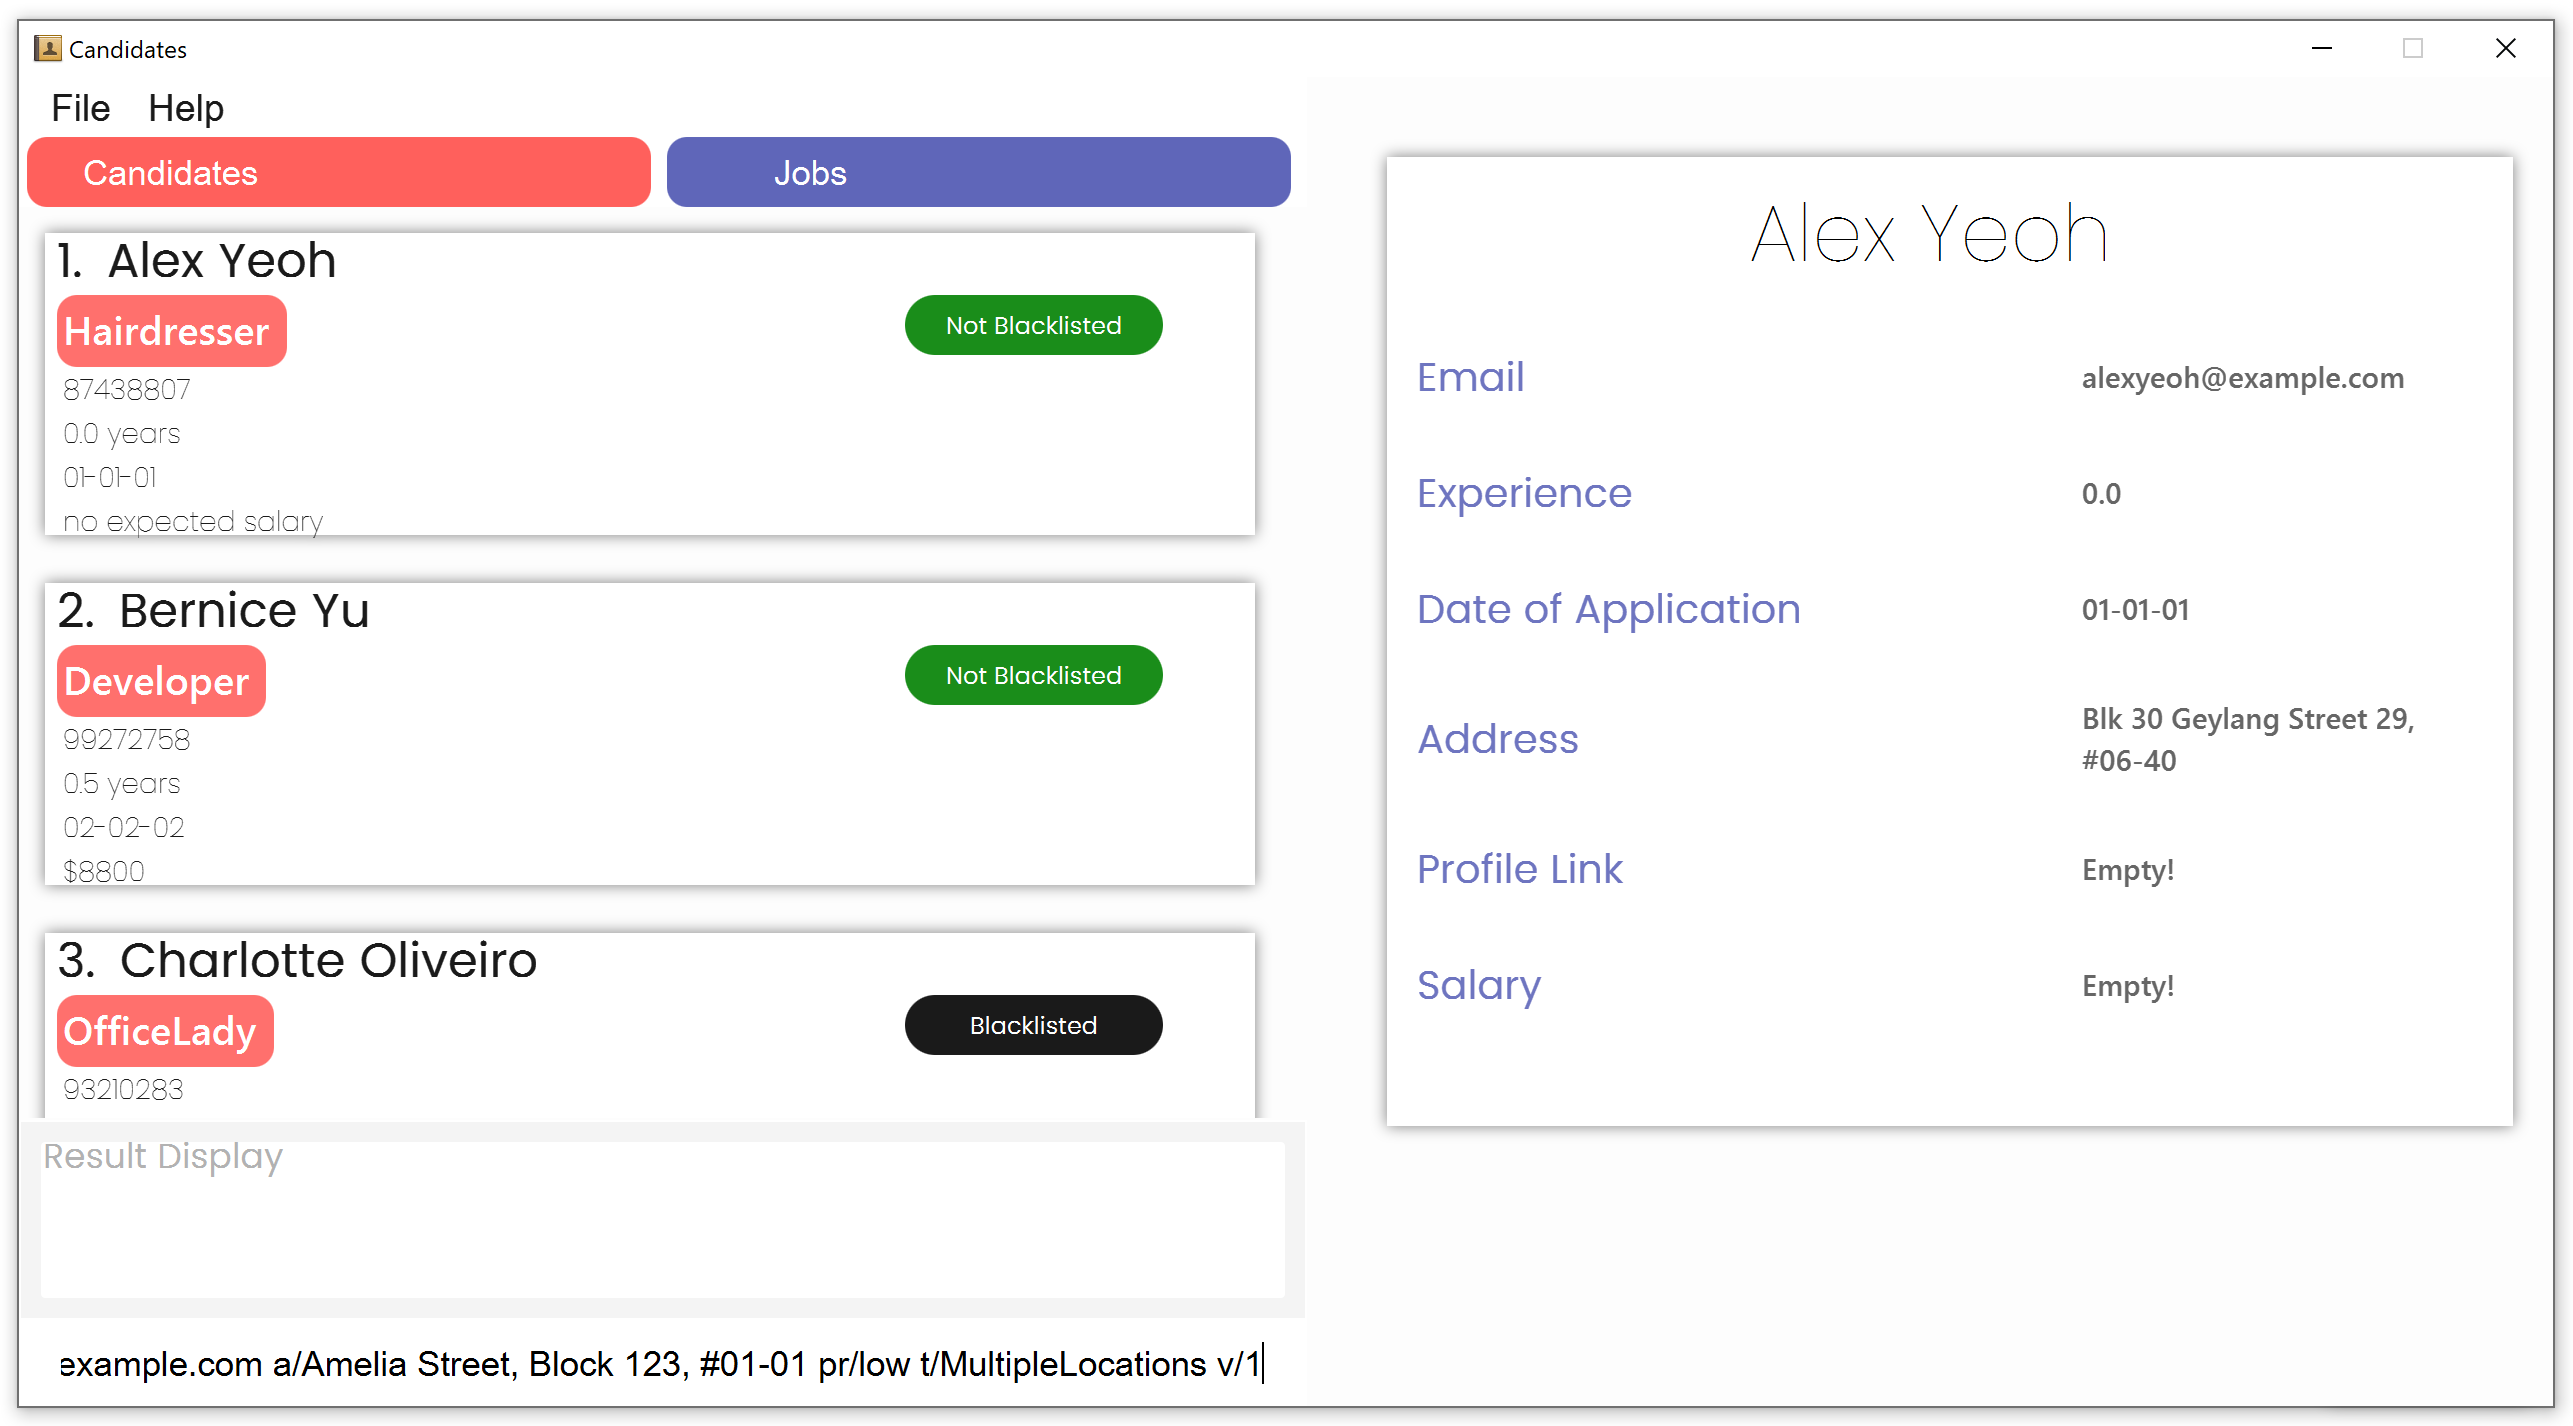 Candidates
File Help
Candidates
Jobs
1. Alex Yeoh
Hairdresser
Not Blacklisted
87438807
0.0 years
01-01-01
no expected salary
2. Bernice Yu
Developer
Not Blacklisted
99272758
0.5 years
02-02-02
$8800
3. Charlotte Oliveiro
OfficeLady
Blacklisted
93210283
Result Display
example.com a/Amelia Street, Block 123, #01-01 pr/low t/MultipleLocations v/1
Alex Yeoh
Email
alexyeoh@example.com
Experience
0.0
Date of Application
01-01-01
Address
Blk 30 Geylang Street 29,
#06-40
Profile Link
Empty!
Salary
Empty!